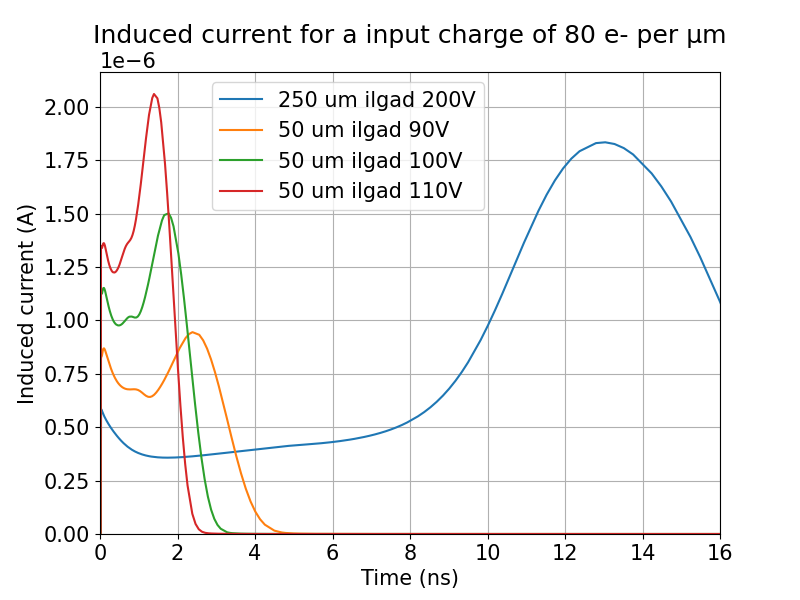 Induced current for a input charge of 80 e- per μm
1e−6
250 um ilgad 200V
50 um ilgad 90V
50 um ilgad 100V
50 um ilgad 110V
Induced current (A)
2.00
1.75
1.50
1.25
1.00
0.75
0.50
0.25
0.00
0 2 4 6 8 10 12 14 16
Time (ns)